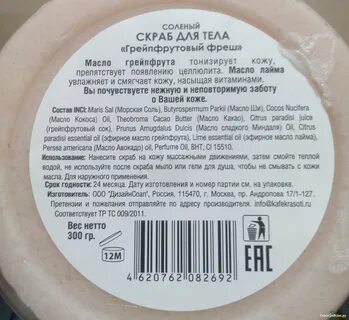 СОЛЕНЫЙ
СКРАБ ДЛЯ ТЕЛА
«Грейпфрутовый фреш»
Масло грейпфрута тонизирует кожу,
препятствует появлению целлюлита. Масло лайма
увлажняет и смягчает кожу, насыщая витаминами.
Вы почувствуете нежную и неповторимую заботу
о Вашей коже.
Состав INCI: Maris Sal (Морская Соль), Butyrospermum Parkii (Масло Ши), Cocos Nucifera
(Масло Кокоса) Oil, Theobroma Cacao Butter (Масло Какао), Citrus paradisi juice
(грейпфрутовый сок), Prunus Amygdalus Dulcis (Масло сладкого Миндаля) Oil, Citrus
paradisi essential oil (эфирное масло грейпфрута), Lime essential oil (эфирное масло лайма),
Persea americana (Масло Авокадо) oil, Perfume Oil, BHT, CI 15510.
Использование: Нанесите скраб на кожу массажными движениями, затем смойте теплой
водой, не используйте после скраба мыло или гели для душа, чтобы не смыть масла с
кожи. Для наружного применения.
Срок годности: 24 месяца. Дату изготовления и номер партии см. на упаковке.
Изготовитель: ООО "ДизайнСоап", Россия, 115470, г. Москва, пр. Андропова 17/1-127.
Претензии и пожелания отправляйте по адресу: info@kafekrasoti.ru
Соответствует ТР ТС 009/2011.
Вес нетто
300 гр.
12М
4 620762 082692
ЕАС